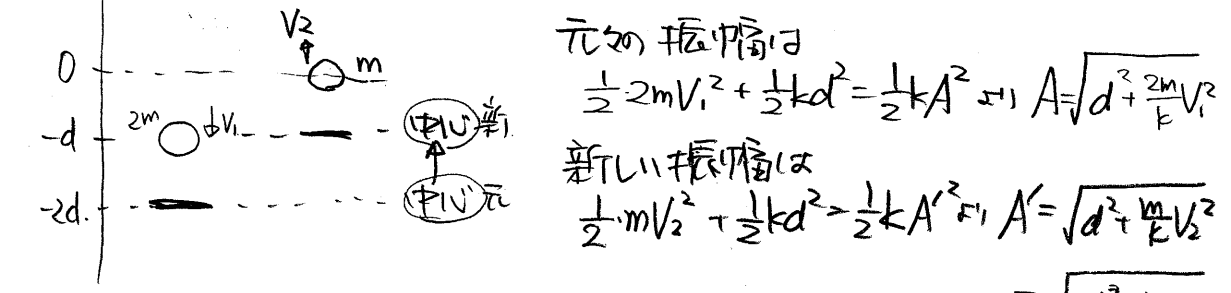 V2
0 m
2m V₁ 中心 新
-d
-2d. 中心 元
元々の振幅は
1/2・2mV₁² + 1/2kd² = 1/2kA² より A=√(d²+2m/k V₁²)
新しい振幅は
1/2・mV₂² + 1/2kd² = 1/2kA'² より A'=√(d²+m/k V₂²)